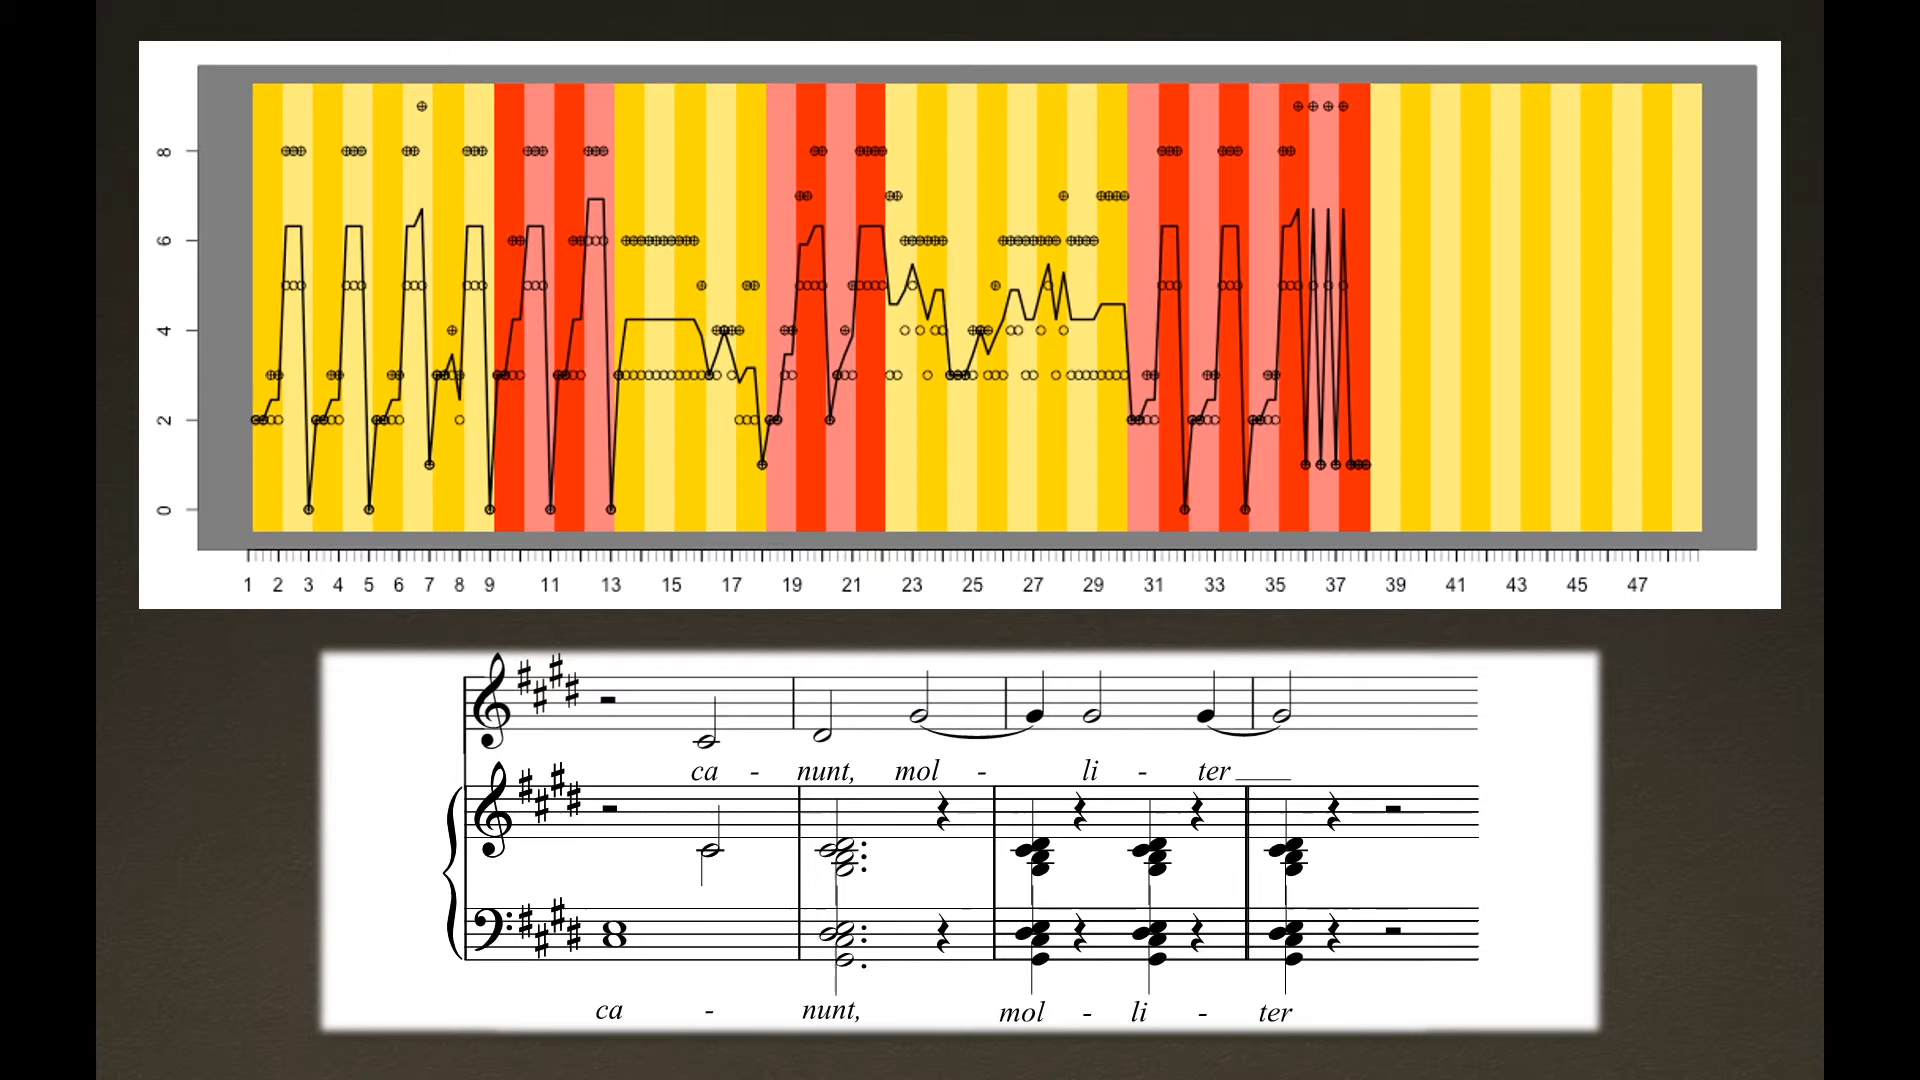 8
6
4
2
0
1 2 3 4 5 6 7 8 9 11 13 15 17 19 21 23 25 27 29 31 33 35 37 39 41 43 45 47
ca - nunt, mol - li - ter
ca - nunt, mol - li - ter